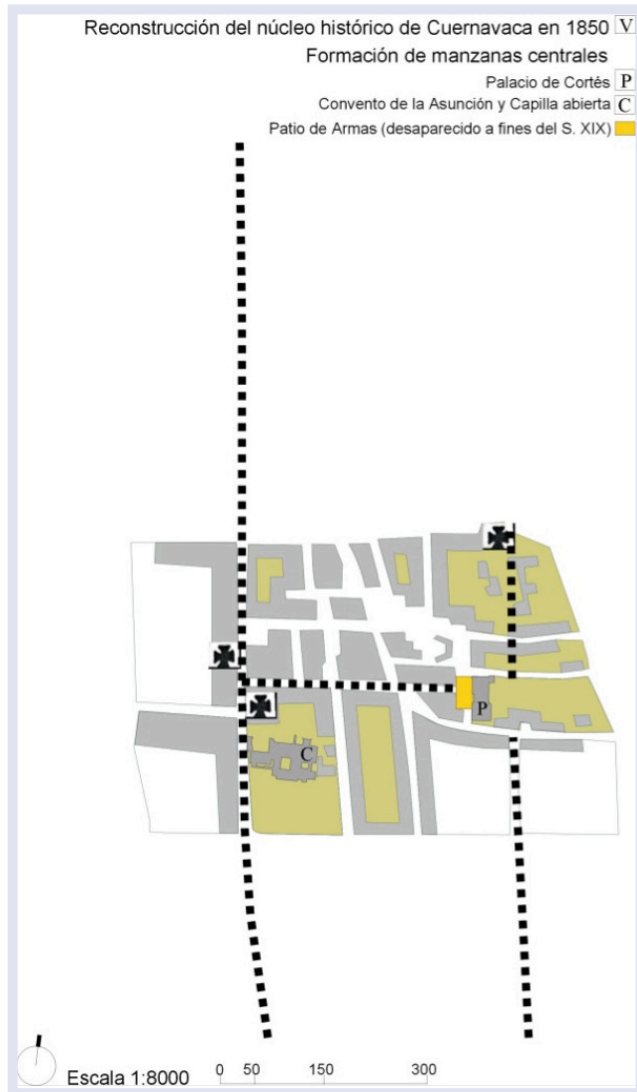 Reconstrucción del núcleo histórico de Cuernavaca en 1850 V
Formación de manzanas centrales
Palacio de Cortés P
Convento de la Asunción y Capilla abierta C
Patio de Armas (desaparecido a fines del S. XIX)
P
C
Escala 1:8000 0 50 150 300